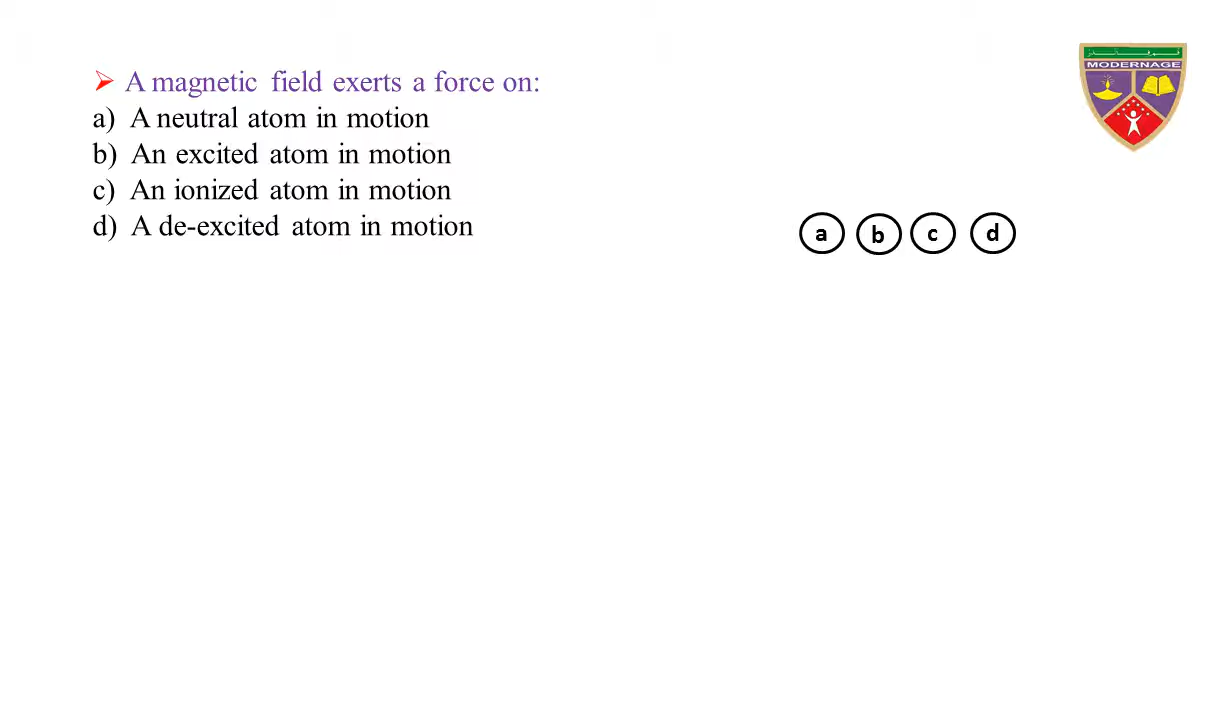 A magnetic field exerts a force on:
a) A neutral atom in motion
b) An excited atom in motion
c) An ionized atom in motion
d) A de-excited atom in motion
a b c d
MODERNAGE